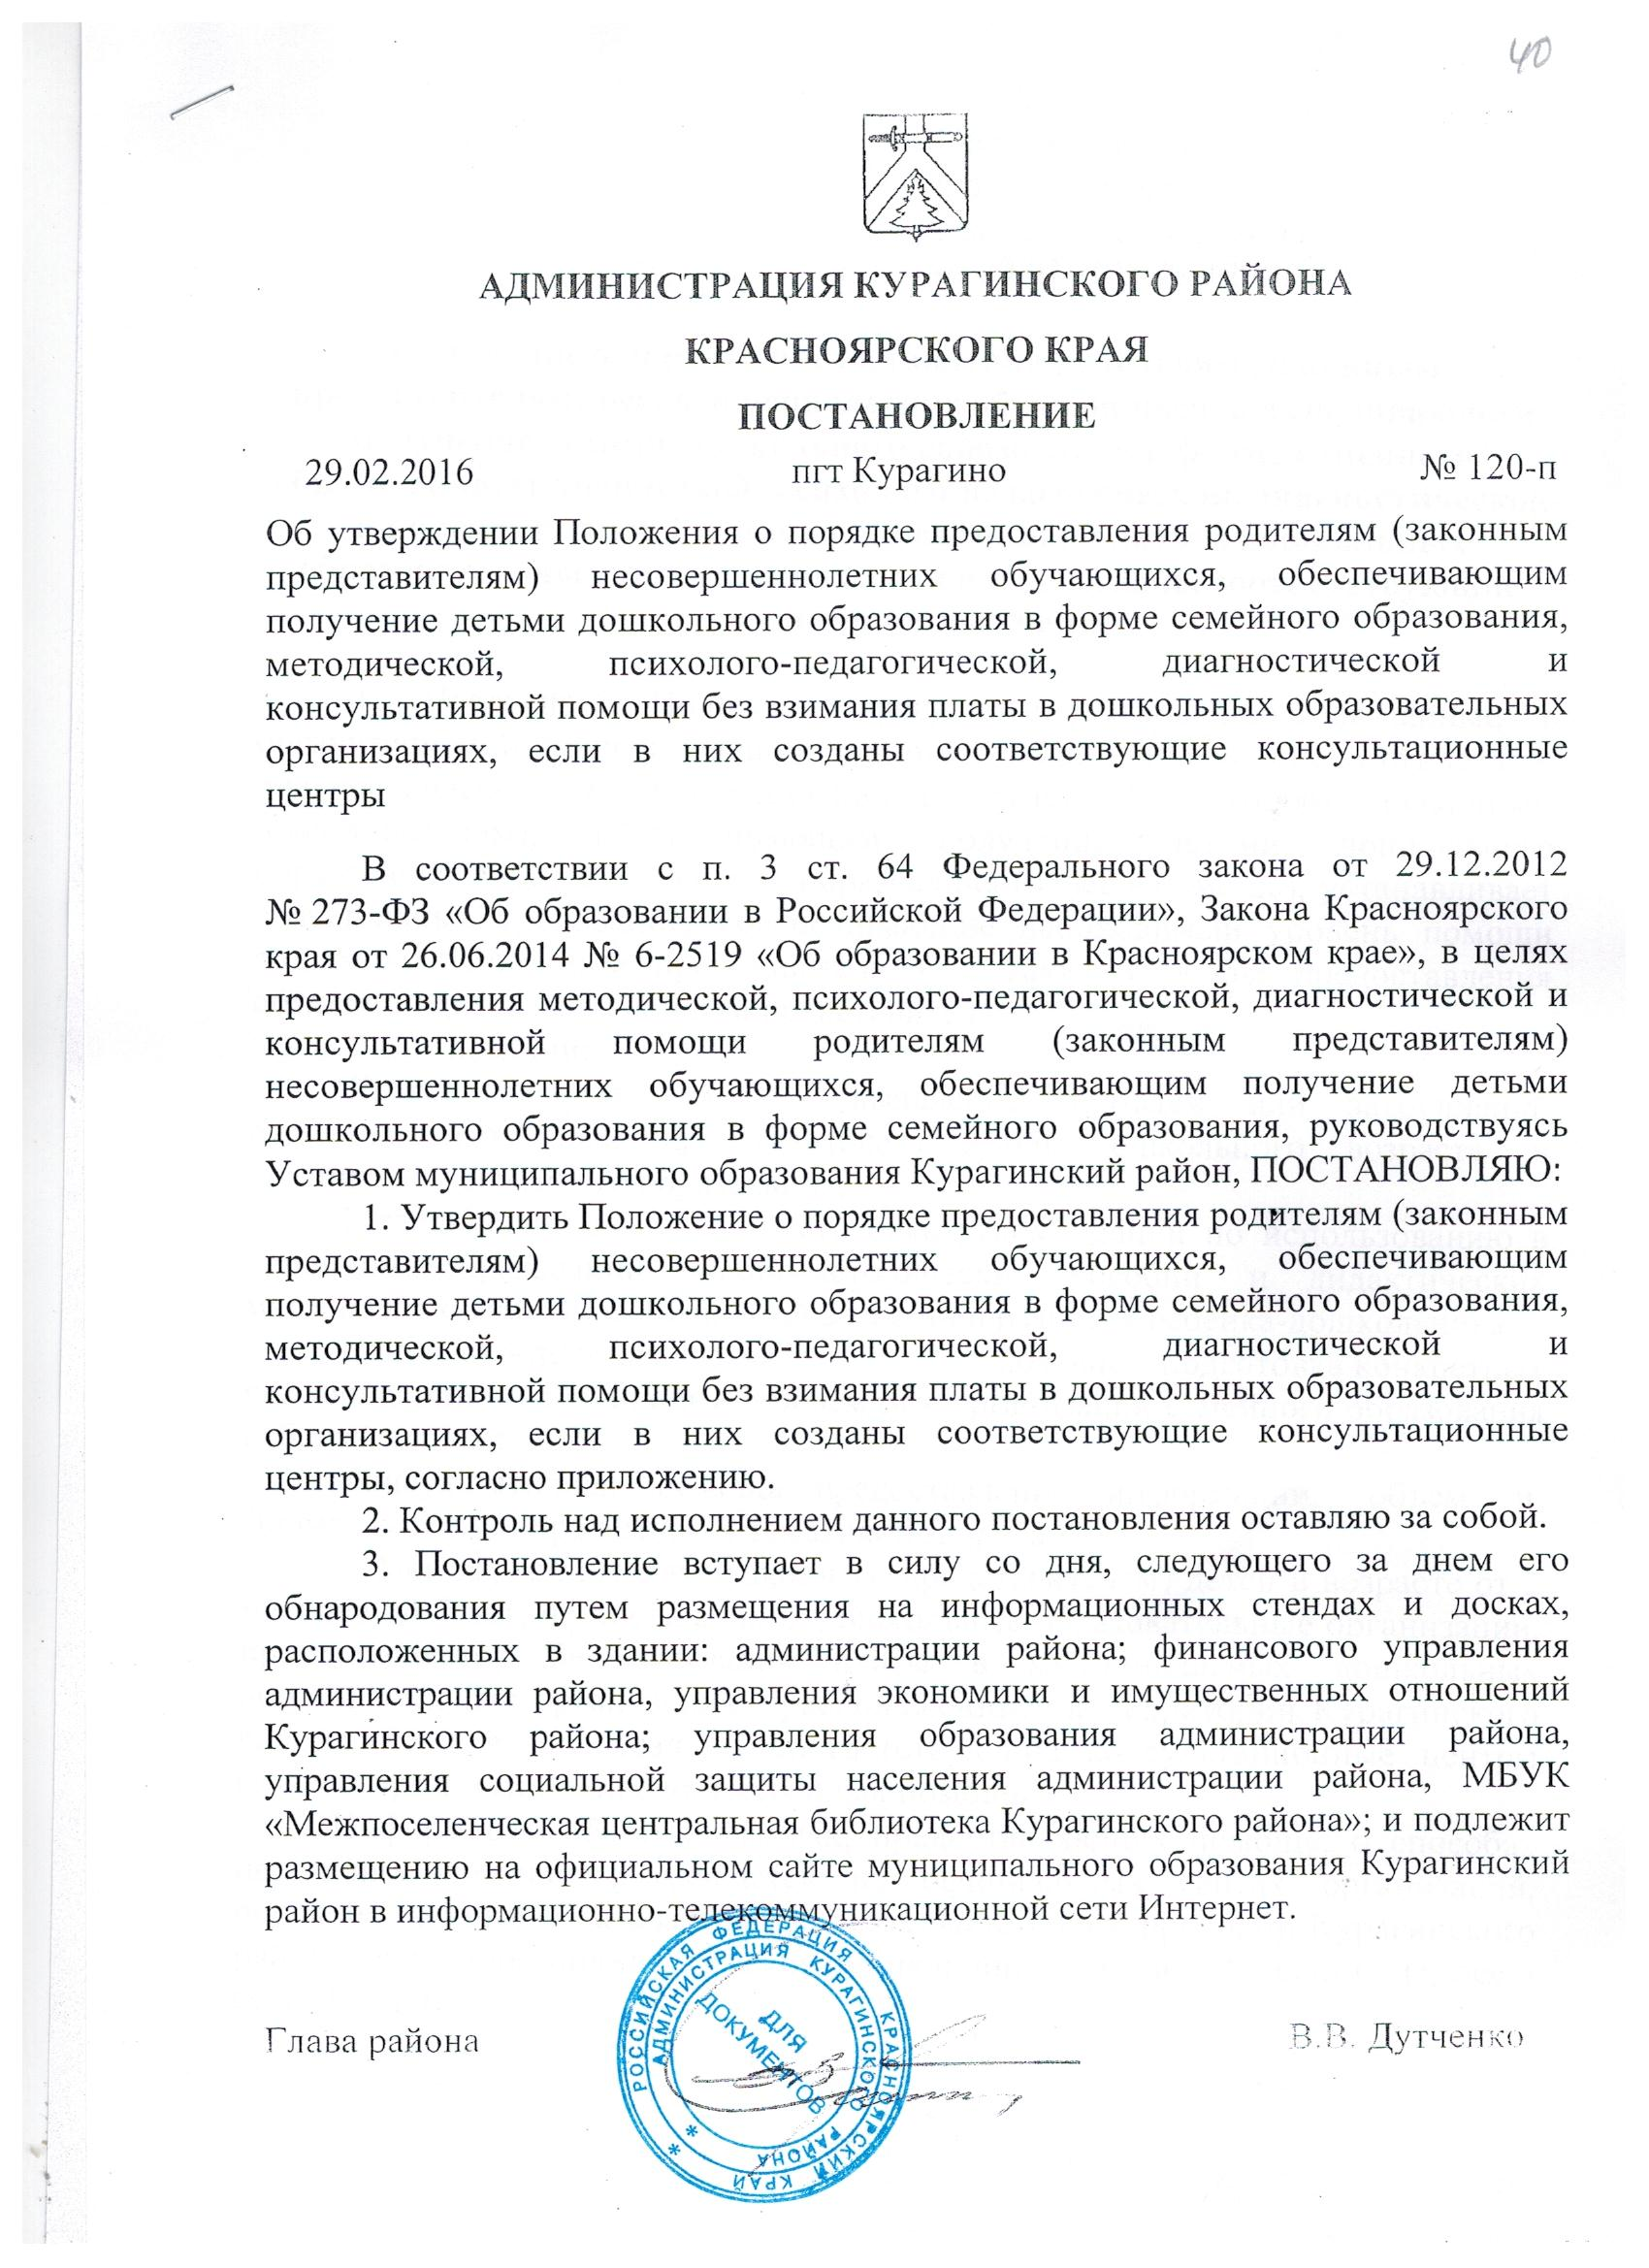 40
АДМИНИСТРАЦИЯ КУРАГИНСКОГО РАЙОНА
КРАСНОЯРСКОГО КРАЯ
ПОСТАНОВЛЕНИЕ
29.02.2016 пгт Курагино № 120-п
Об утверждении Положения о порядке предоставления родителям (законным
представителям) несовершеннолетних обучающихся, обеспечивающим
получение детьми дошкольного образования в форме семейного образования,
методической, психолого-педагогической, диагностической и
консультативной помощи без взимания платы в дошкольных образовательных
организациях, если в них созданы соответствующие консультационные
центры
В соответствии с п. 3 ст. 64 Федерального закона от 29.12.2012
№ 273-ФЗ «Об образовании в Российской Федерации», Закона Красноярского
края от 26.06.2014 № 6-2519 «Об образовании в Красноярском крае», в целях
предоставления методической, психолого-педагогической, диагностической и
консультативной помощи родителям (законным представителям)
несовершеннолетних обучающихся, обеспечивающим получение детьми
дошкольного образования в форме семейного образования, руководствуясь
Уставом муниципального образования Курагинский район, ПОСТАНОВЛЯЮ:
1. Утвердить Положение о порядке предоставления родителям (законным
представителям) несовершеннолетних обучающихся, обеспечивающим
получение детьми дошкольного образования в форме семейного образования,
методической, психолого-педагогической, диагностической и
консультативной помощи без взимания платы в дошкольных образовательных
организациях, если в них созданы соответствующие консультационные
центры, согласно приложению.
2. Контроль над исполнением данного постановления оставляю за собой.
3. Постановление вступает в силу со дня, следующего за днем его
обнародования путем размещения на информационных стендах и досках,
расположенных в здании: администрации района; финансового управления
администрации района, управления экономики и имущественных отношений
Курагинского района; управления образования администрации района,
управления социальной защиты населения администрации района, МБУК
«Межпоселенческая центральная библиотека Курагинского района»; и подлежит
размещению на официальном сайте муниципального образования Курагинский
район в информационно-телекоммуникационной сети Интернет.
РОССИЙСКАЯ ФЕДЕРАЦИЯ КРАСНОЯРСКИЙ КРАЙ
АДМИНИСТРАЦИЯ КУРАГИНСКОГО РАЙОНА
ДЛЯ
ДОКУМЕНТОВ
Глава района В.В. Дутченко